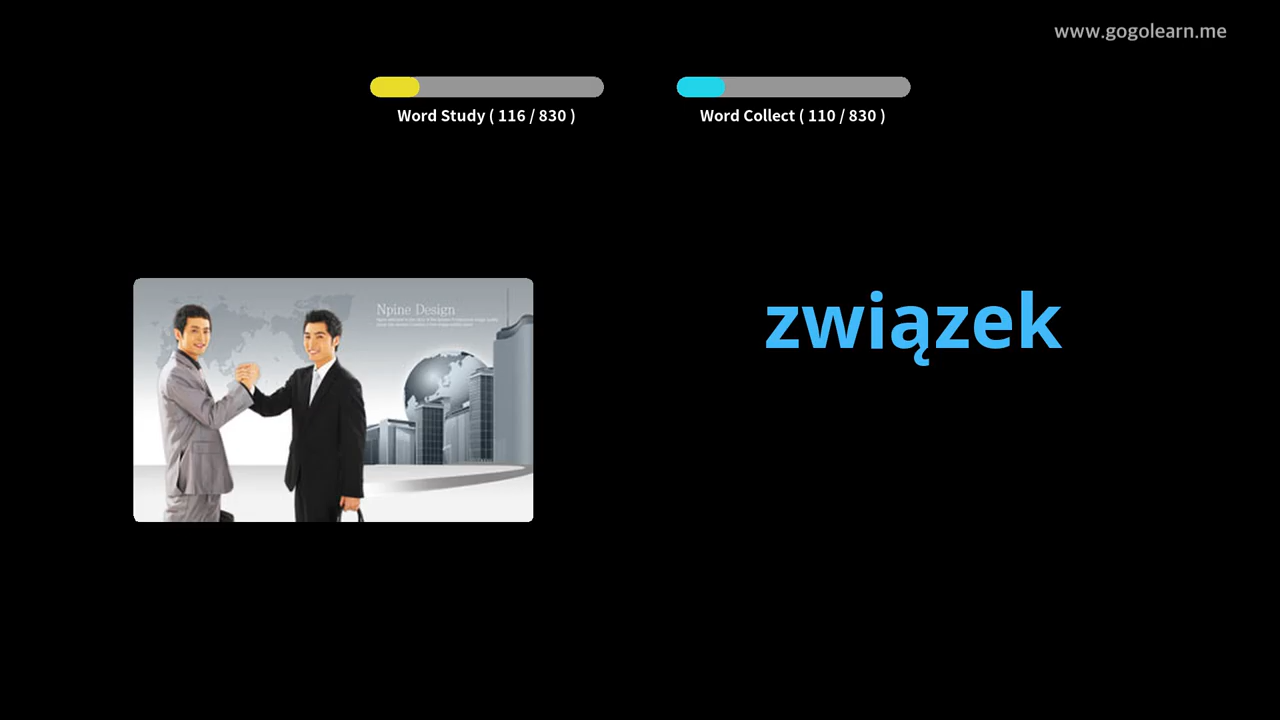 www.gogolearn.me
Word Study ( 116 / 830 )
Word Collect ( 110 / 830 )
Npine Design
związek